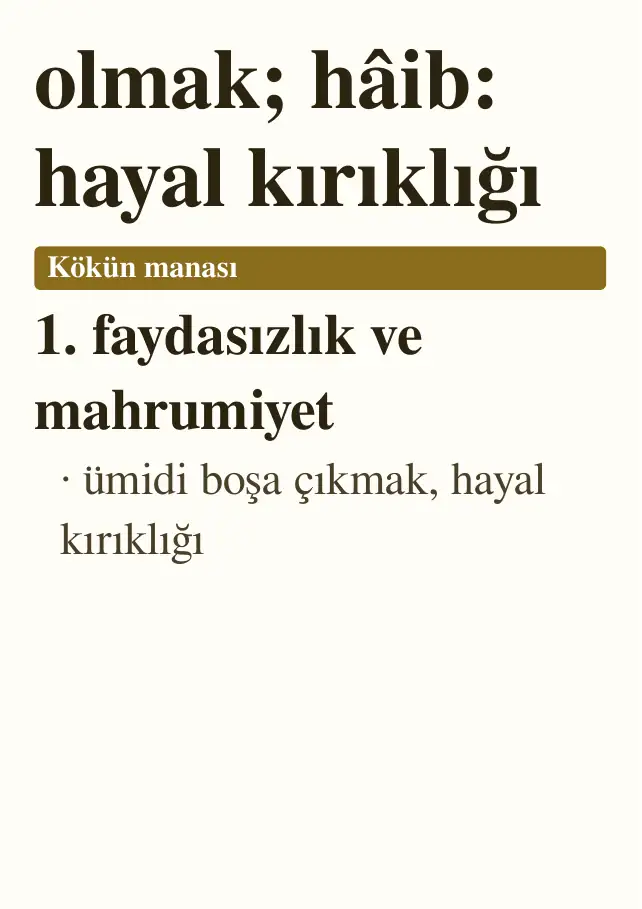 olmak; hâib:
hayal kırıklığı
Kökün manası
1. faydasızlık ve
mahrumiyet
· ümidi boşa çıkmak, hayal
kırıklığı